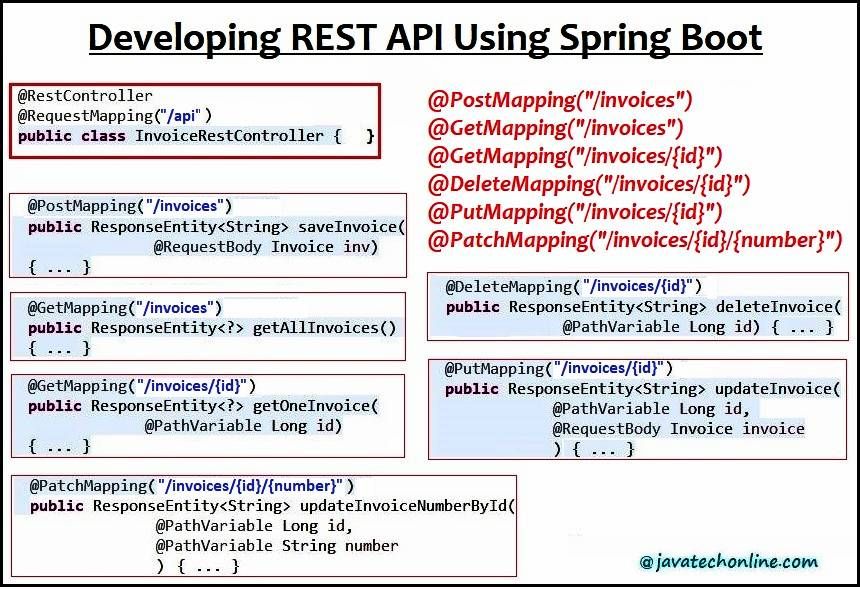 Developing REST API Using Spring Boot
@RestController
@RequestMapping("/api")
public class InvoiceRestController {   }
@PostMapping("/invoices")
public ResponseEntity<String> saveInvoice(
@RequestBody Invoice inv)
{ ... }
@GetMapping("/invoices")
public ResponseEntity<?> getAllInvoices()
{ ... }
@GetMapping("/invoices/{id}")
public ResponseEntity<?> getOneInvoice(
@PathVariable Long id)
{ ... }
@PatchMapping("/invoices/{id}/{number}")
public ResponseEntity<String> updateInvoiceNumberById(
@PathVariable Long id,
@PathVariable String number
) { ... }
@PostMapping("/invoices")
@GetMapping("/invoices")
@GetMapping("/invoices/{id}")
@DeleteMapping("/invoices/{id}")
@PutMapping("/invoices/{id}")
@PatchMapping("/invoices/{id}/{number}")
@DeleteMapping("/invoices/{id}")
public ResponseEntity<String> deleteInvoice(
@PathVariable Long id) { ... }
@PutMapping("/invoices/{id}")
public ResponseEntity<String> updateInvoice(
@PathVariable Long id,
@RequestBody Invoice invoice
) { ... }
@javatechonline.com